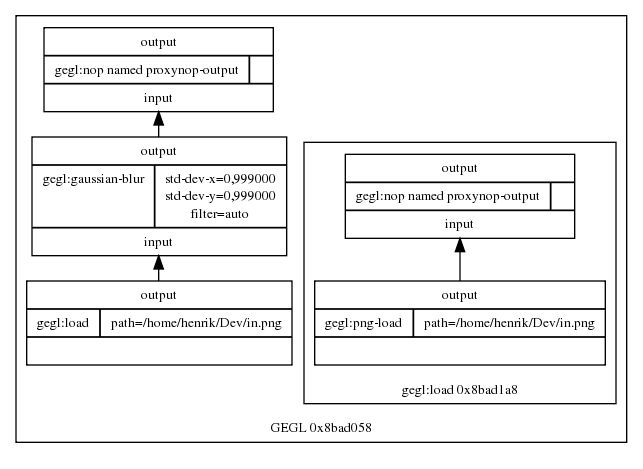 output
gegl:nop named proxynop-output
input
output
gegl:gaussian-blur
std-dev-x=0,999000
std-dev-y=0,999000
filter=auto
input
output
gegl:load path=/home/henrik/Dev/in.png
output
gegl:nop named proxynop-output
input
output
gegl:png-load path=/home/henrik/Dev/in.png
gegl:load 0x8bad1a8
GEGL 0x8bad058